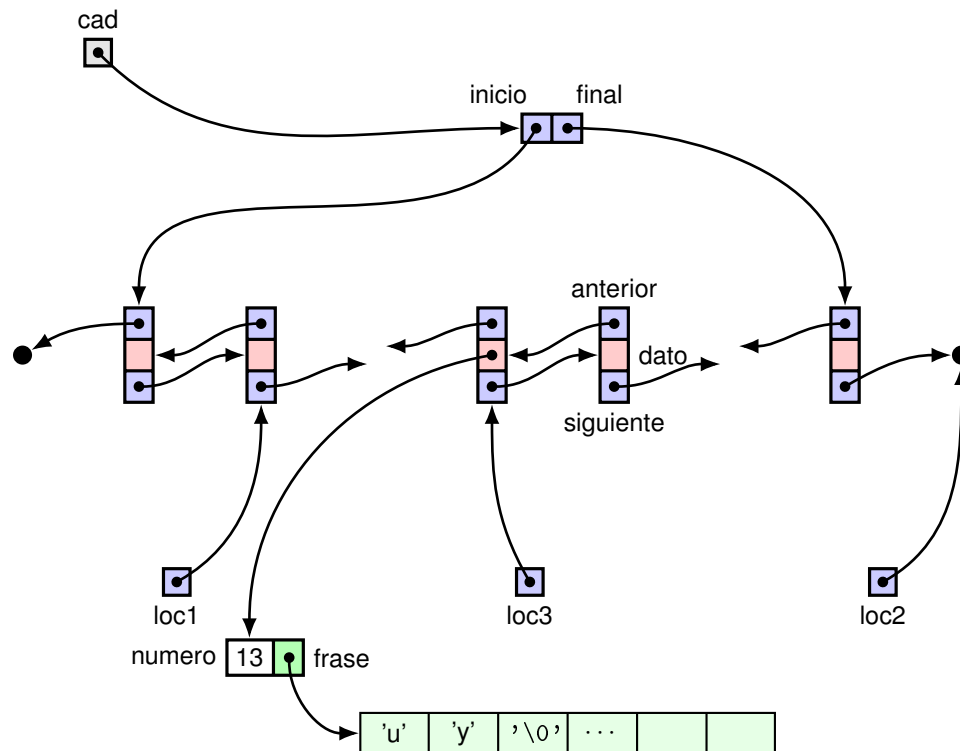 cad
inicio final
anterior
dato
siguiente
loc1 loc3 loc2
numero 13 frase
'u' 'y' '\0' ···